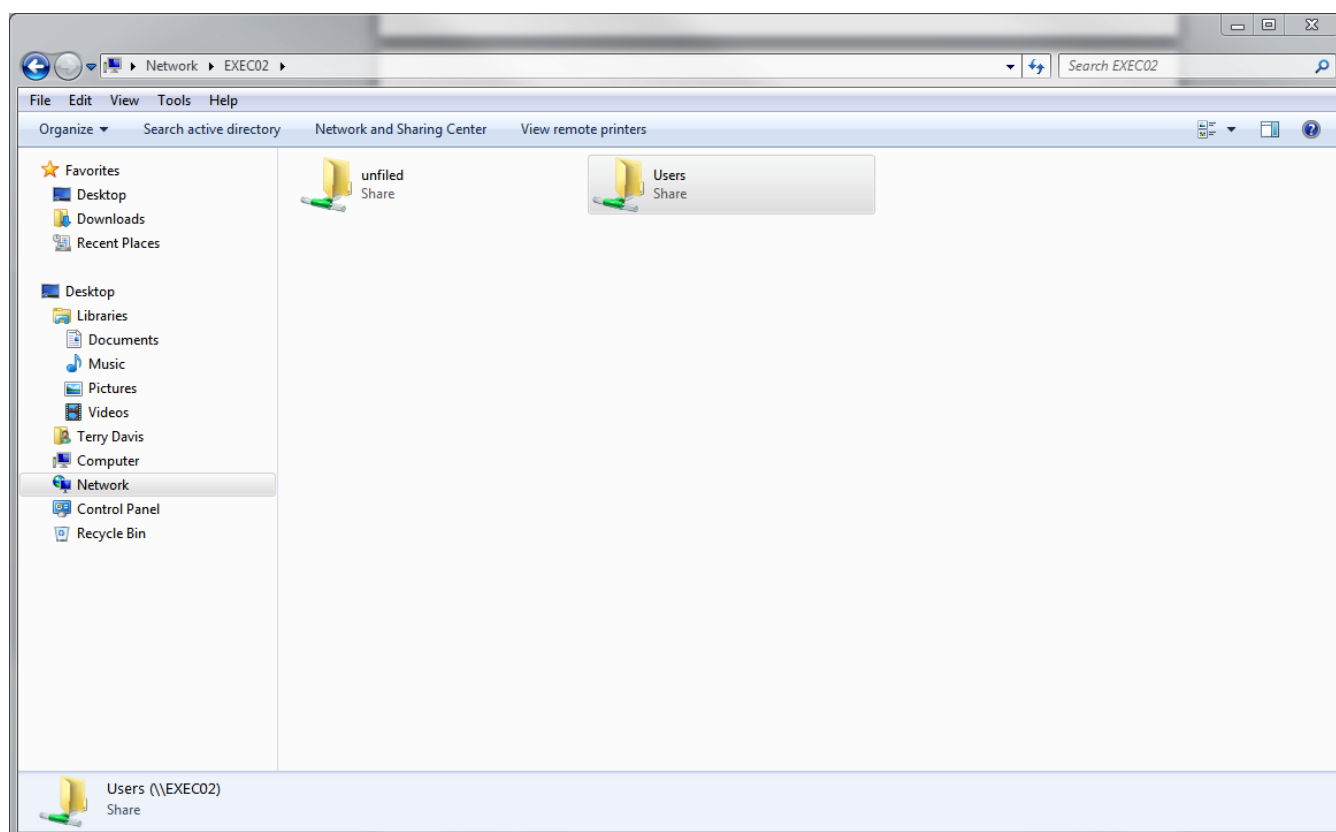 Network EXEC02
Search EXEC02
File Edit View Tools Help
Organize Search active directory Network and Sharing Center View remote printers
Favorites
Desktop
Downloads
Recent Places
Desktop
Libraries
Documents
Music
Pictures
Videos
Terry Davis
Computer
Network
Control Panel
Recycle Bin
unfiled
Share
Users
Share
Users (\\EXEC02)
Share